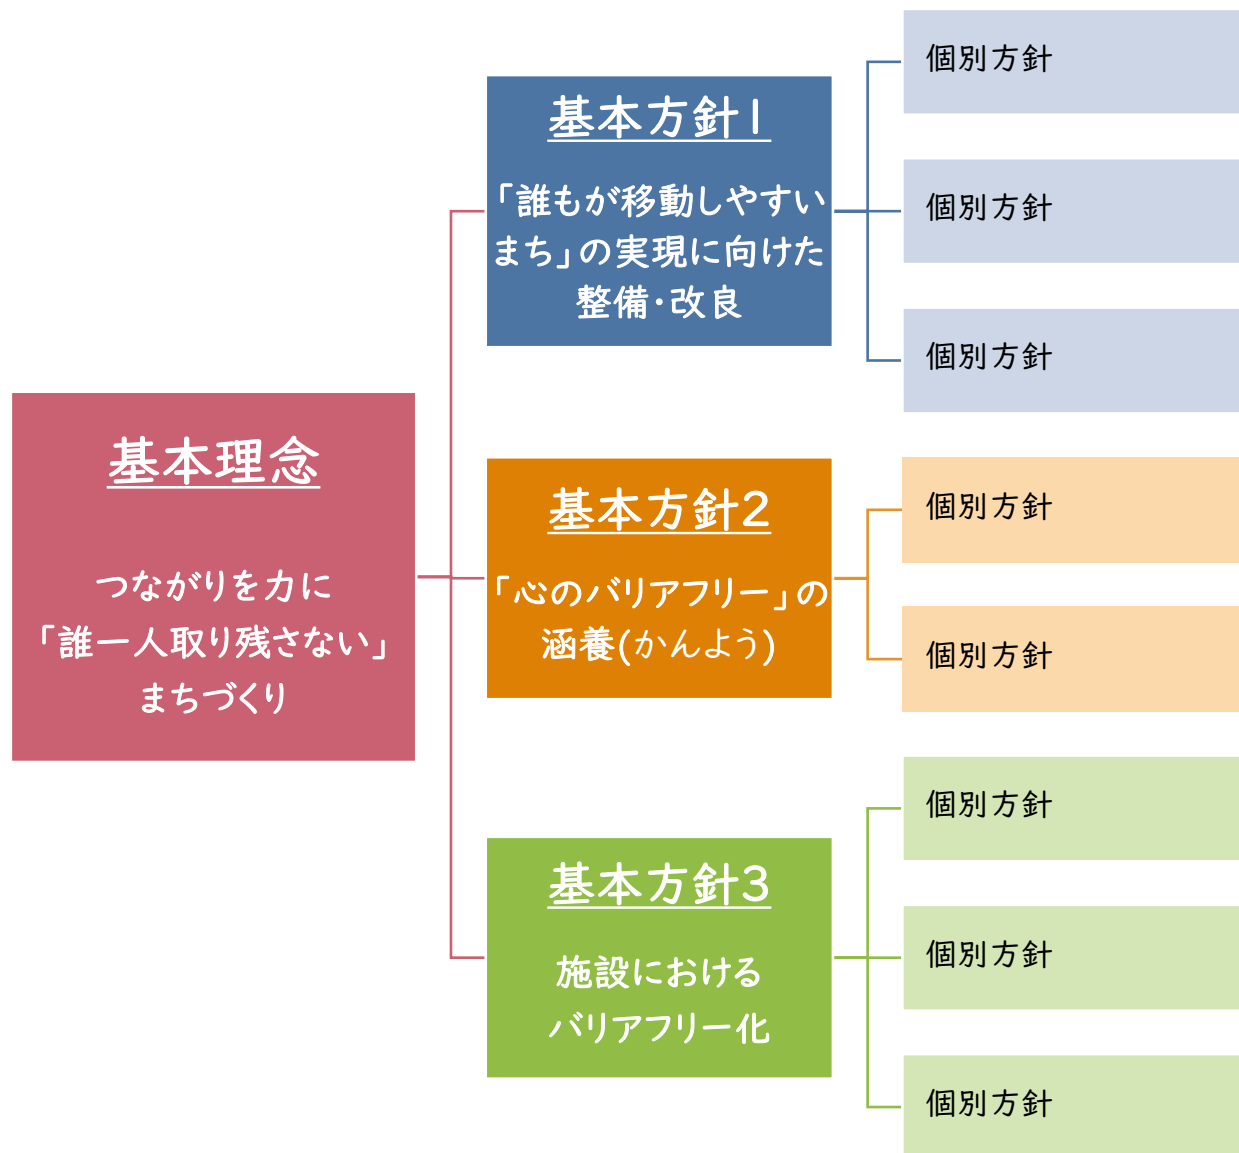 基本理念
つながりを力に
「誰一人取り残さない」
まちづくり
基本方針1
「誰もが移動しやすい
まち」の実現に向けた
整備・改良
個別方針
個別方針
個別方針
基本方針2
「心のバリアフリー」の
涵養(かんよう)
個別方針
個別方針
基本方針3
施設における
バリアフリー化
個別方針
個別方針
個別方針